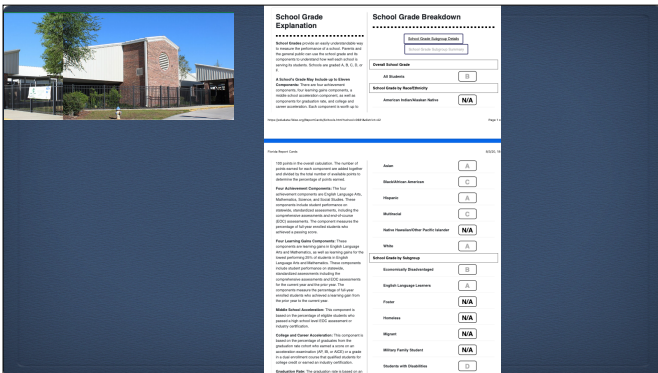 School Grade
Explanation
School Grades provide an easily understandable way
to measure the performance of a school. Parents and
the general public can use the school grade and its
components to understand how well each school is
serving its students. Schools are graded A, B, C, D, or
F.
A School's Grade May Include up to Eleven
Components: There are four achievement
components, four learning gains components, a
middle school acceleration component, as well as
components for graduation rate, and college and
career acceleration. Each component is worth up to
School Grade Breakdown
School Grade Subgroup Details
School Grade Subgroup Summary
Overall School Grade
All Students B
School Grade by Race/Ethnicity
American Indian/Alaskan Native N/A
Page 1 o
Florida Report Cards
100 points in the overall calculation. The number of
points earned for each component are added together
and divided by the total number of available points to
determine the percentage of points earned.
Four Achievement Components: The four
achievement components are English Language Arts,
Mathematics, Science, and Social Studies. These
components include student performance on
statewide, standardized assessments, including the
comprehensive assessments and end-of-course
(EOC) assessments. The component measures the
percentage of full-year enrolled students who
achieved a passing score.
Four Learning Gains Components: These
components are learning gains in English Language
Arts and Mathematics, as well as learning gains for the
lowest performing 25% of students in English
Language Arts and Mathematics. These components
include student performance on statewide,
standardized assessments including the
comprehensive assessments and EOC assessments
for the current year and the prior year. The
components measure the percentage of full-year
enrolled students who achieved a learning gain from
the prior year to the current year.
Middle School Acceleration: This component is
based on the percentage of eligible students who
passed a high school level EOC assessment or
industry certification.
College and Career Acceleration: This component is
based on the percentage of graduates from the
graduation rate cohort who earned a score on an
acceleration examination (AP, IB, or AICE) or a grade
in a dual enrollment course that qualified students for
college credit or earned an industry certification.
Graduation Rate: The graduation rate is based on an
Asian A
Black/African American C
Hispanic A
Multiracial C
Native Hawaiian/Other Pacific Islander N/A
White A
School Grade by Subgroup
Economically Disadvantaged B
English Language Learners A
Foster N/A
Homeless N/A
Migrant N/A
Military Family Student N/A
Students with Disabilities D